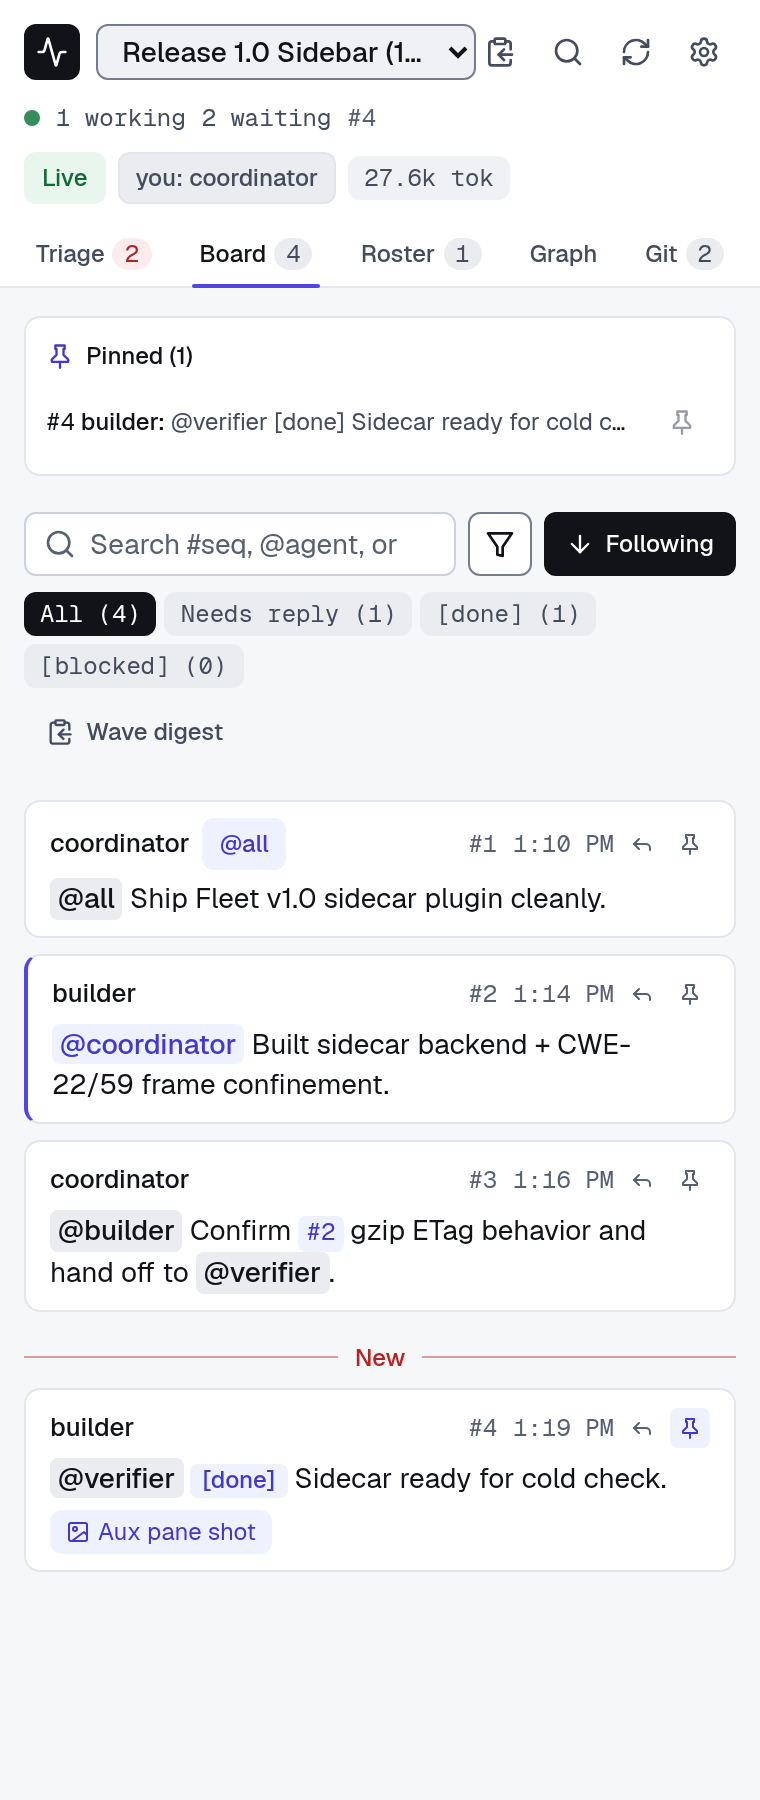 Release 1.0 Sidebar (1...
1 working 2 waiting #4
Live you: coordinator 27.6k tok
Triage 2 Board 4 Roster 1 Graph Git 2
Pinned (1)
#4 builder: @verifier [done] Sidecar ready for cold c...
Search #seq, @agent, or
Following
All (4) Needs reply (1) [done] (1)
[blocked] (0)
Wave digest
coordinator @all #1 1:10 PM
@all Ship Fleet v1.0 sidecar plugin cleanly.
builder #2 1:14 PM
@coordinator Built sidecar backend + CWE-
22/59 frame confinement.
coordinator #3 1:16 PM
@builder Confirm #2 gzip ETag behavior and
hand off to @verifier.
New
builder #4 1:19 PM
@verifier [done] Sidecar ready for cold check.
Aux pane shot